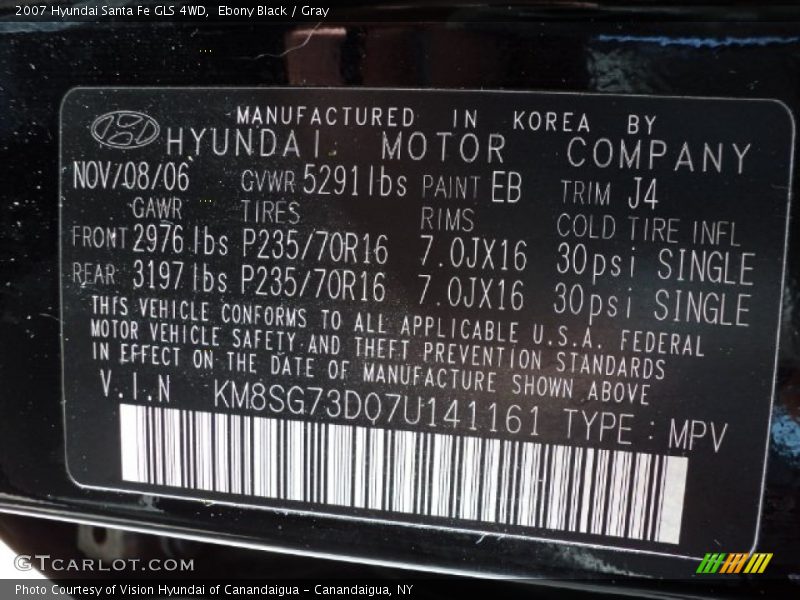 2007 Hyundai Santa Fe GLS 4WD, Ebony Black / Gray
MANUFACTURED IN KOREA BY
HYUNDAI MOTOR COMPANY
NOV/08/06 GVWR 5291lbs PAINT EB TRIM J4
GAWR TIRES RIMS COLD TIRE INFL
FRONT 2976 lbs P235/70R16 7.0JX16 30psi SINGLE
REAR 3197 lbs P235/70R16 7.0JX16 30psi SINGLE
THIS VEHICLE CONFORMS TO ALL APPLICABLE U.S.A. FEDERAL
MOTOR VEHICLE SAFETY AND THEFT PREVENTION STANDARDS
IN EFFECT ON THE DATE OF MANUFACTURE SHOWN ABOVE
V.I.N KM8SG73D07U141161 TYPE : MPV
GTCARLOT.COM
Photo Courtesy of Vision Hyundai of Canandaigua - Canandaigua, NY